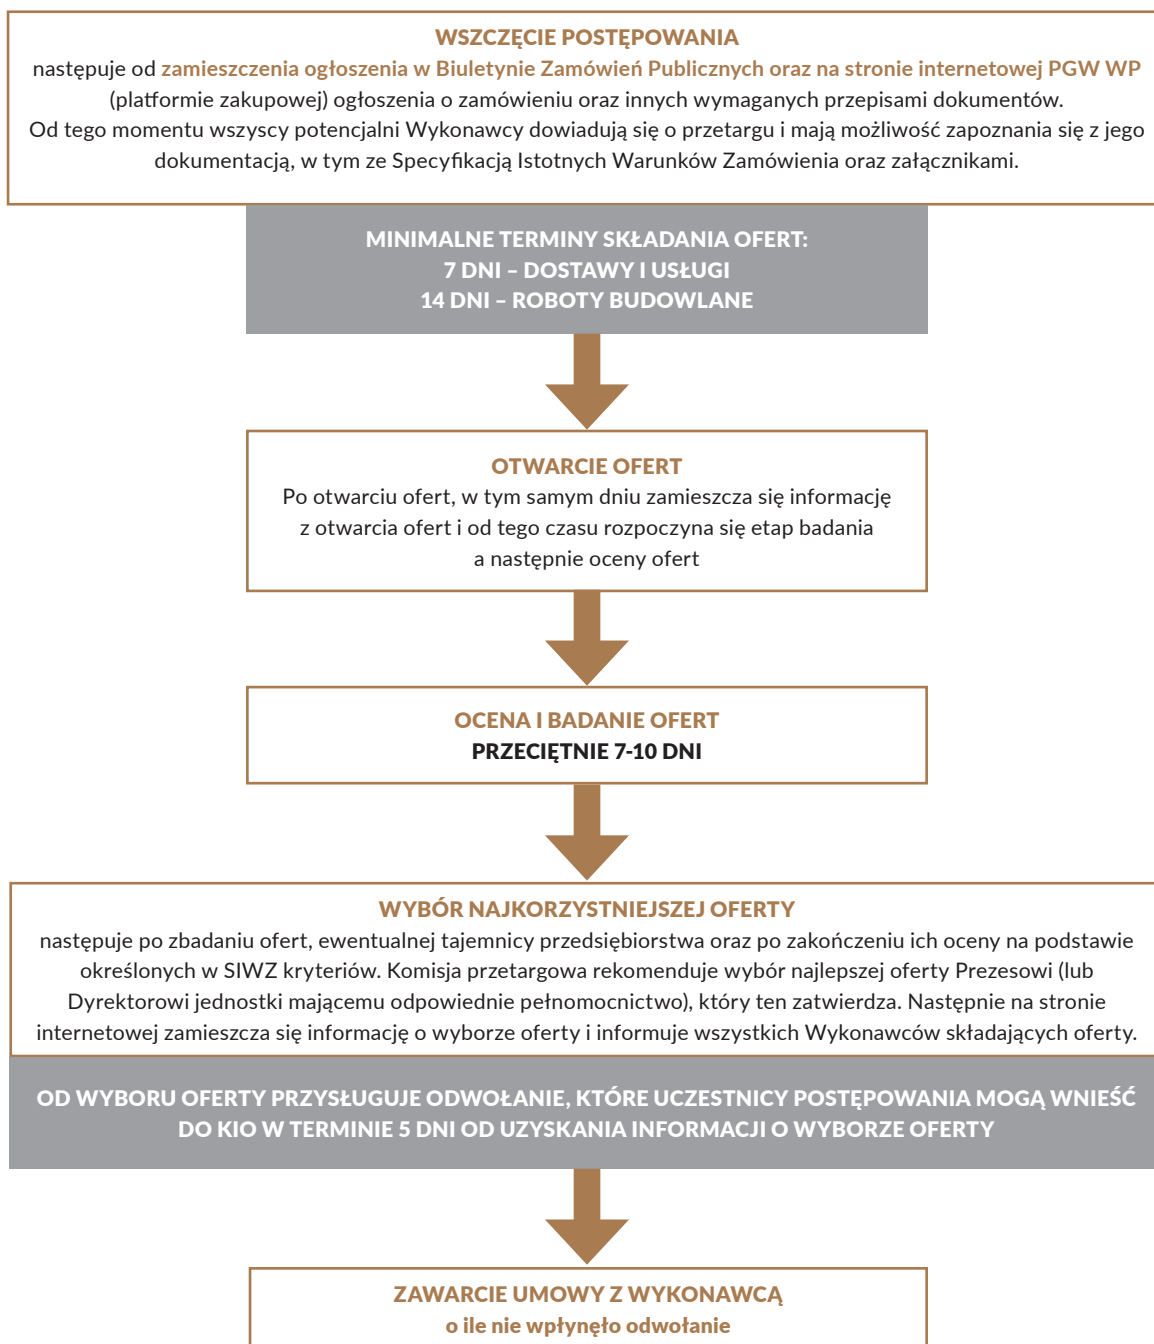 WSZCZĘCIE POSTĘPOWANIA
następuje od zamieszczenia ogłoszenia w Biuletynie Zamówień Publicznych oraz na stronie internetowej PGW WP
(platformie zakupowej) ogłoszenia o zamówieniu oraz innych wymaganych przepisami dokumentów.
Od tego momentu wszyscy potencjalni Wykonawcy dowiadują się o przetargu i mają możliwość zapoznania się z jego
dokumentacją, w tym ze Specyfikacją Istotnych Warunków Zamówienia oraz załącznikami.
MINIMALNE TERMINY SKŁADANIA OFERT:
7 DNI – DOSTAWY I USŁUGI
14 DNI – ROBOTY BUDOWLANE
OTWARCIE OFERT
Po otwarciu ofert, w tym samym dniu zamieszcza się informację
z otwarcia ofert i od tego czasu rozpoczyna się etap badania
a następnie oceny ofert
OCENA I BADANIE OFERT
PRZECIĘTNIE 7-10 DNI
WYBÓR NAJKORZYSTNIEJSZEJ OFERTY
następuje po zbadaniu ofert, ewentualnej tajemnicy przedsiębiorstwa oraz po zakończeniu ich oceny na podstawie
określonych w SIWZ kryteriów. Komisja przetargowa rekomenduje wybór najlepszej oferty Prezesowi (lub
Dyrektorowi jednostki mającemu odpowiednie pełnomocnictwo), który ten zatwierdza. Następnie na stronie
internetowej zamieszcza się informację o wyborze oferty i informuje wszystkich Wykonawców składających oferty.
OD WYBORU OFERTY PRZYSŁUGUJE ODWOŁANIE, KTÓRE UCZESTNICY POSTĘPOWANIA MOGĄ WNIEŚĆ
DO KIO W TERMINIE 5 DNI OD UZYSKANIA INFORMACJI O WYBORZE OFERTY
ZAWARCIE UMOWY Z WYKONAWCĄ
o ile nie wpłynęło odwołanie